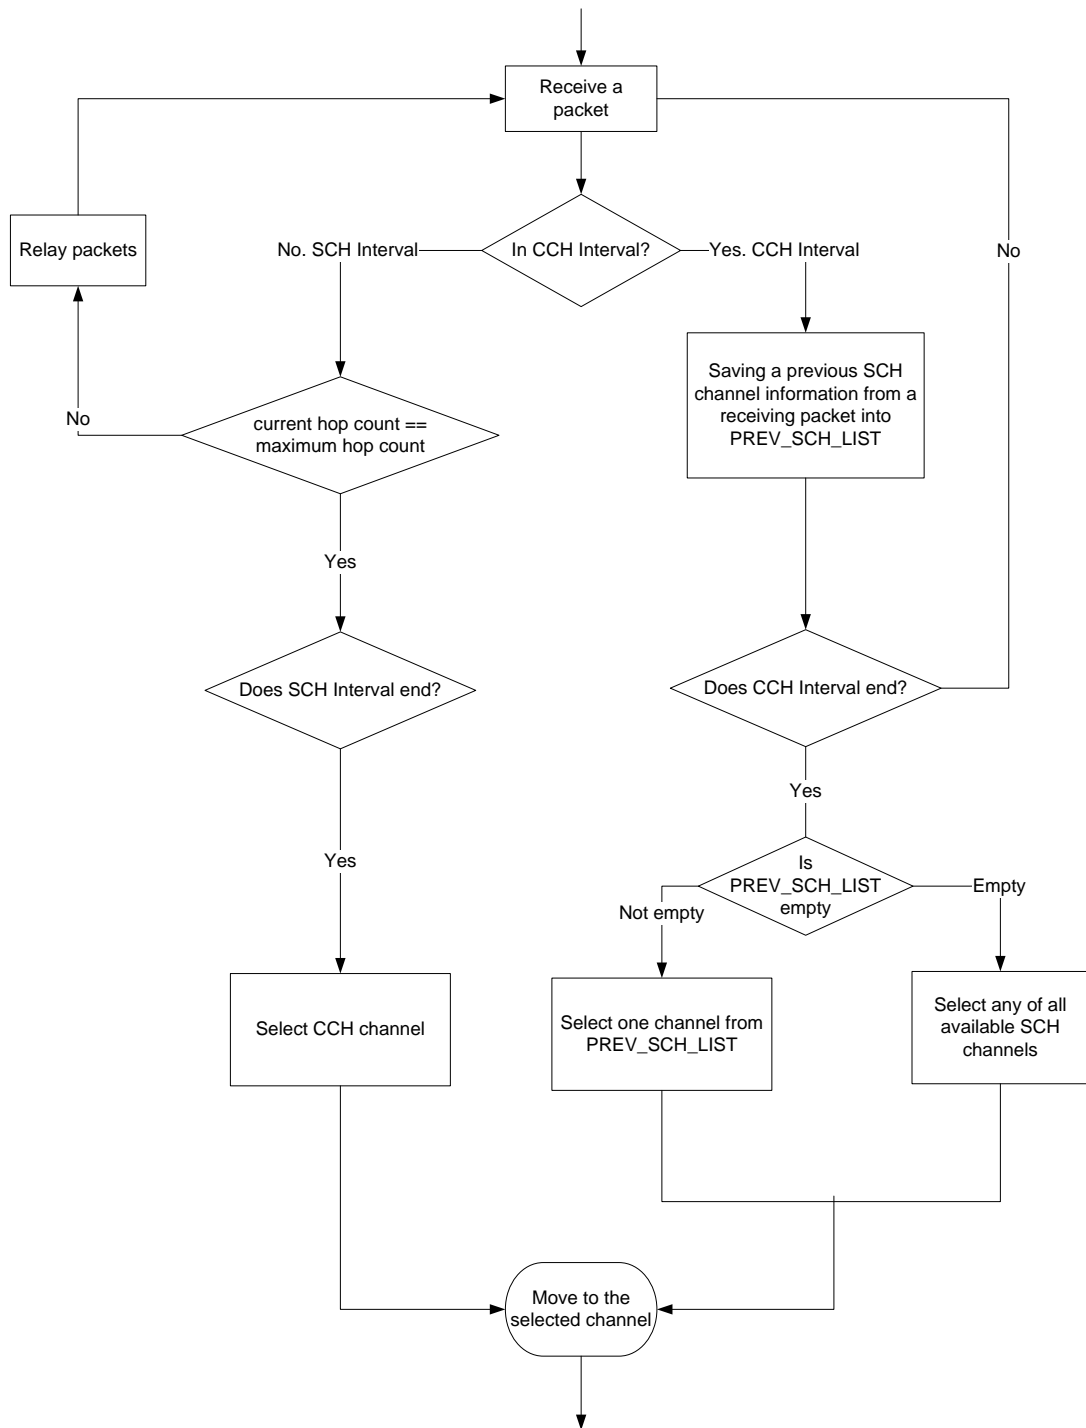 Receive a
packet
Relay packets
No. SCH Interval
In CCH Interval?
Yes. CCH Interval
No
Saving a previous SCH
channel information from a
receiving packet into
PREV_SCH_LIST
No
current hop count ==
maximum hop count
Yes
Does SCH Interval end?
Does CCH Interval end?
Yes
Yes
Is
PREV_SCH_LIST
empty
Not empty
Empty
Select CCH channel
Select one channel from
PREV_SCH_LIST
Select any of all
available SCH
channels
Move to the
selected channel